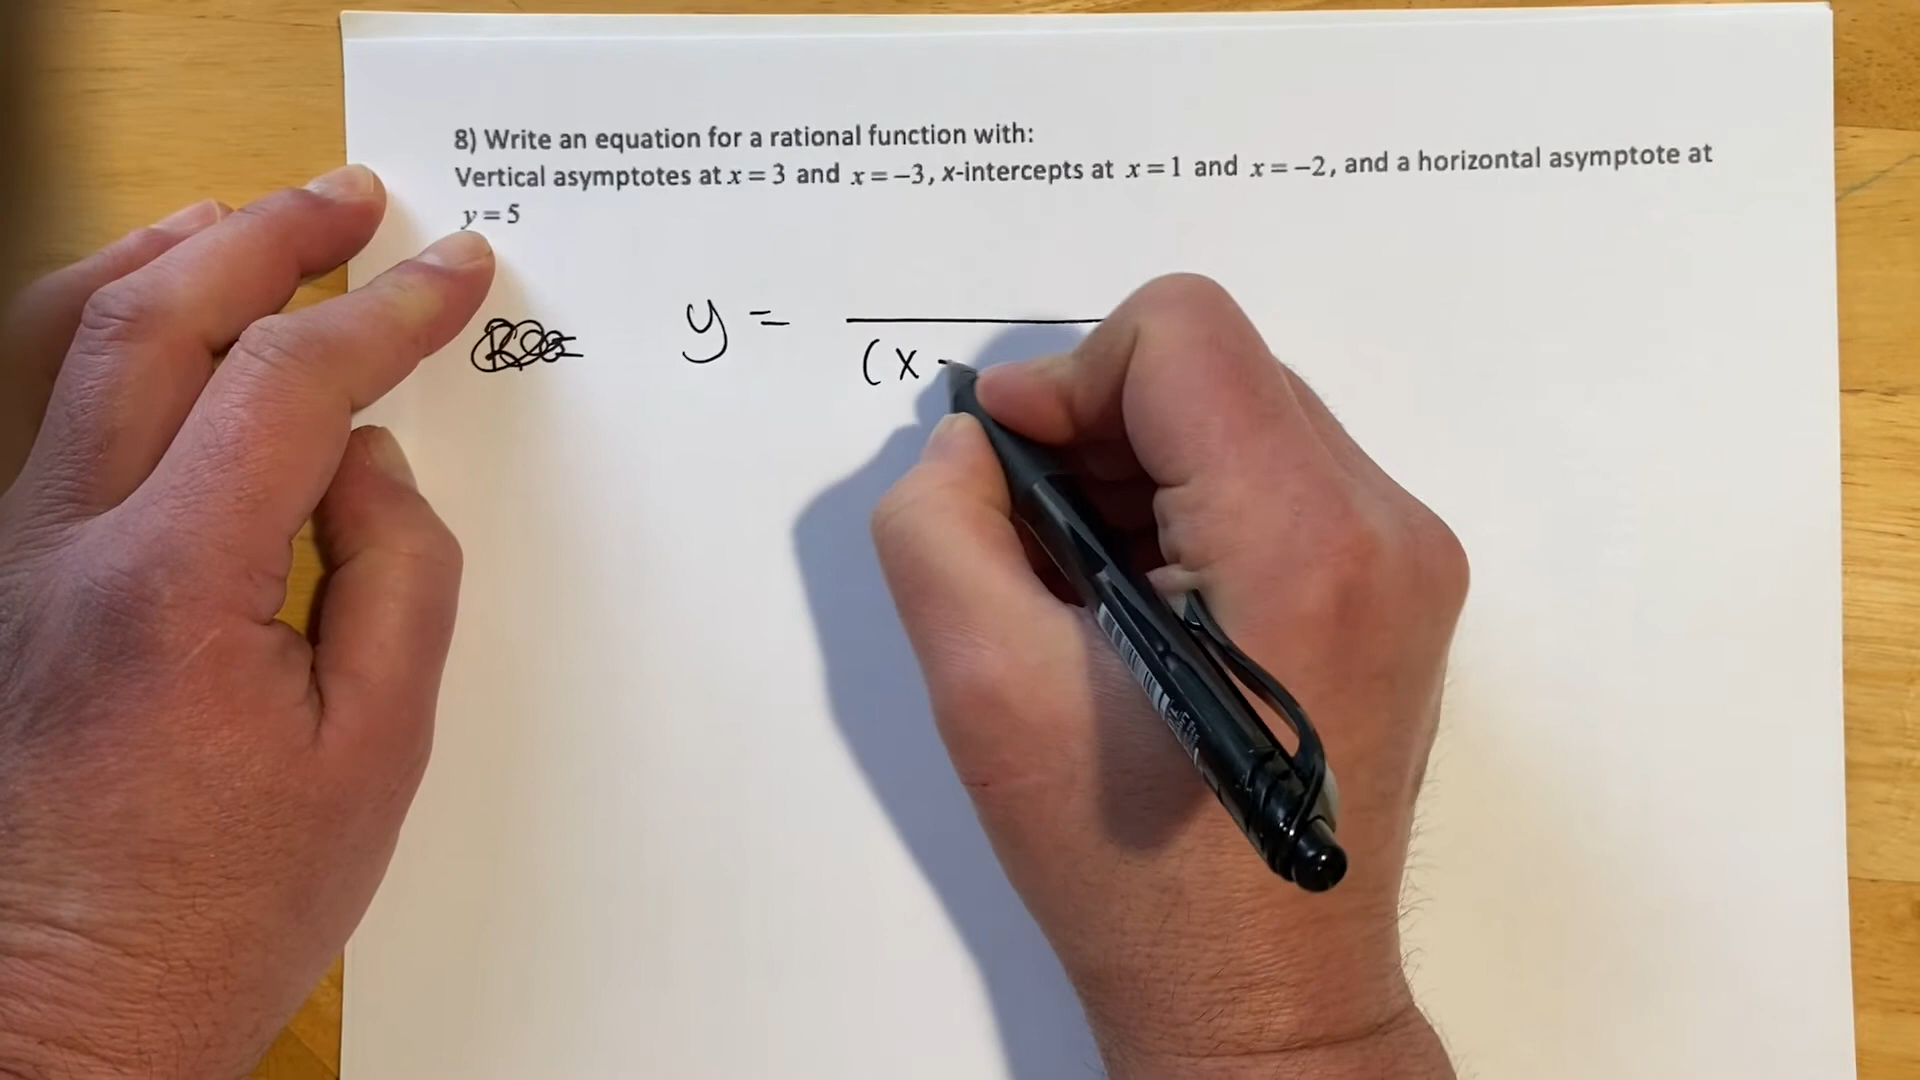 8) Write an equation for a rational function with:
Vertical asymptotes at x = 3 and x = −3, x-intercepts at x = 1 and x = −2, and a horizontal asymptote at
y = 5
y =
(x -